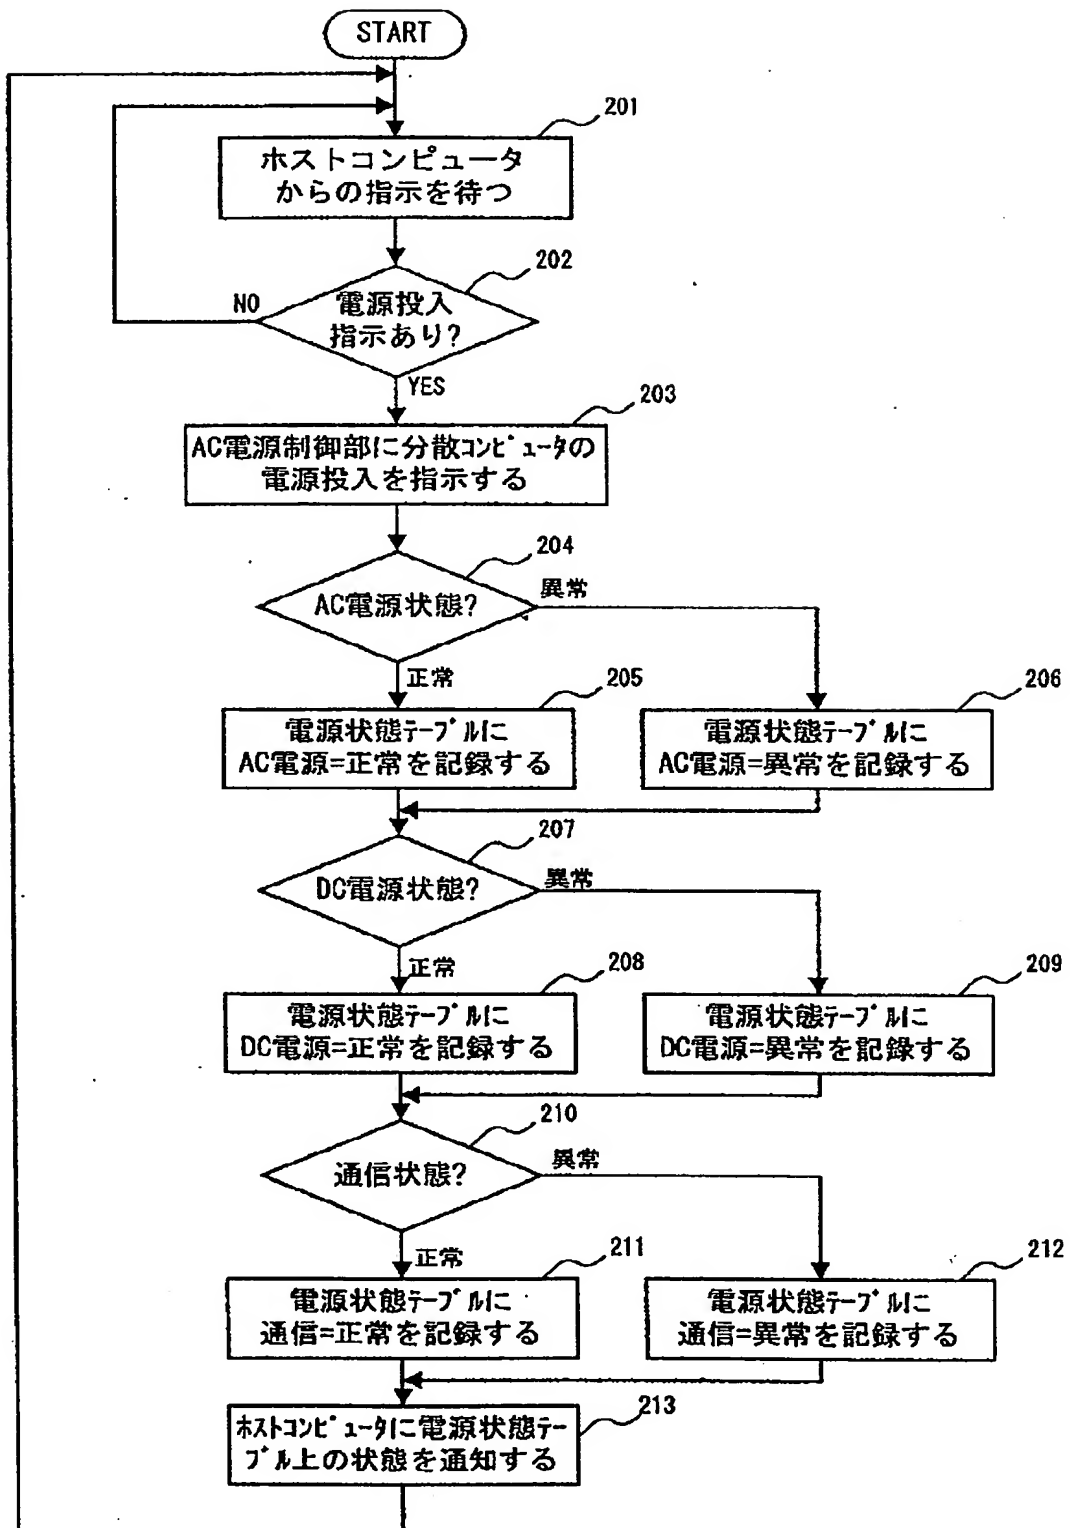 START
201
ホストコンピュータ
からの指示を待つ
202
NO
電源投入
指示あり?
YES
203
AC電源制御部に分散コンピュータの
電源投入を指示する
204
AC電源状態?
異常
正常
205
電源状態テーブルに
AC電源=正常を記録する
206
電源状態テーブルに
AC電源=異常を記録する
207
DC電源状態?
異常
正常
208
電源状態テーブルに
DC電源=正常を記録する
209
電源状態テーブルに
DC電源=異常を記録する
210
通信状態?
異常
正常
211
電源状態テーブルに
通信=正常を記録する
212
電源状態テーブルに
通信=異常を記録する
213
ホストコンピュータに電源状態テー
ブル上の状態を通知する